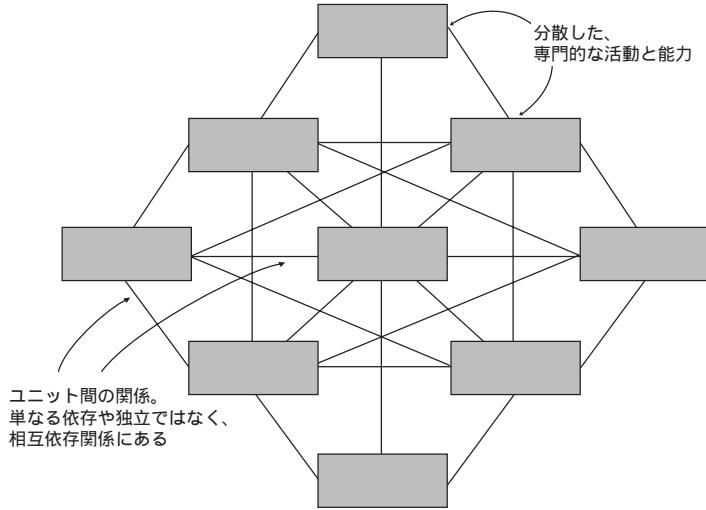 分散した、
専門的な活動と能力
ユニット間の関係。
単なる依存や独立ではなく、
相互依存関係にある